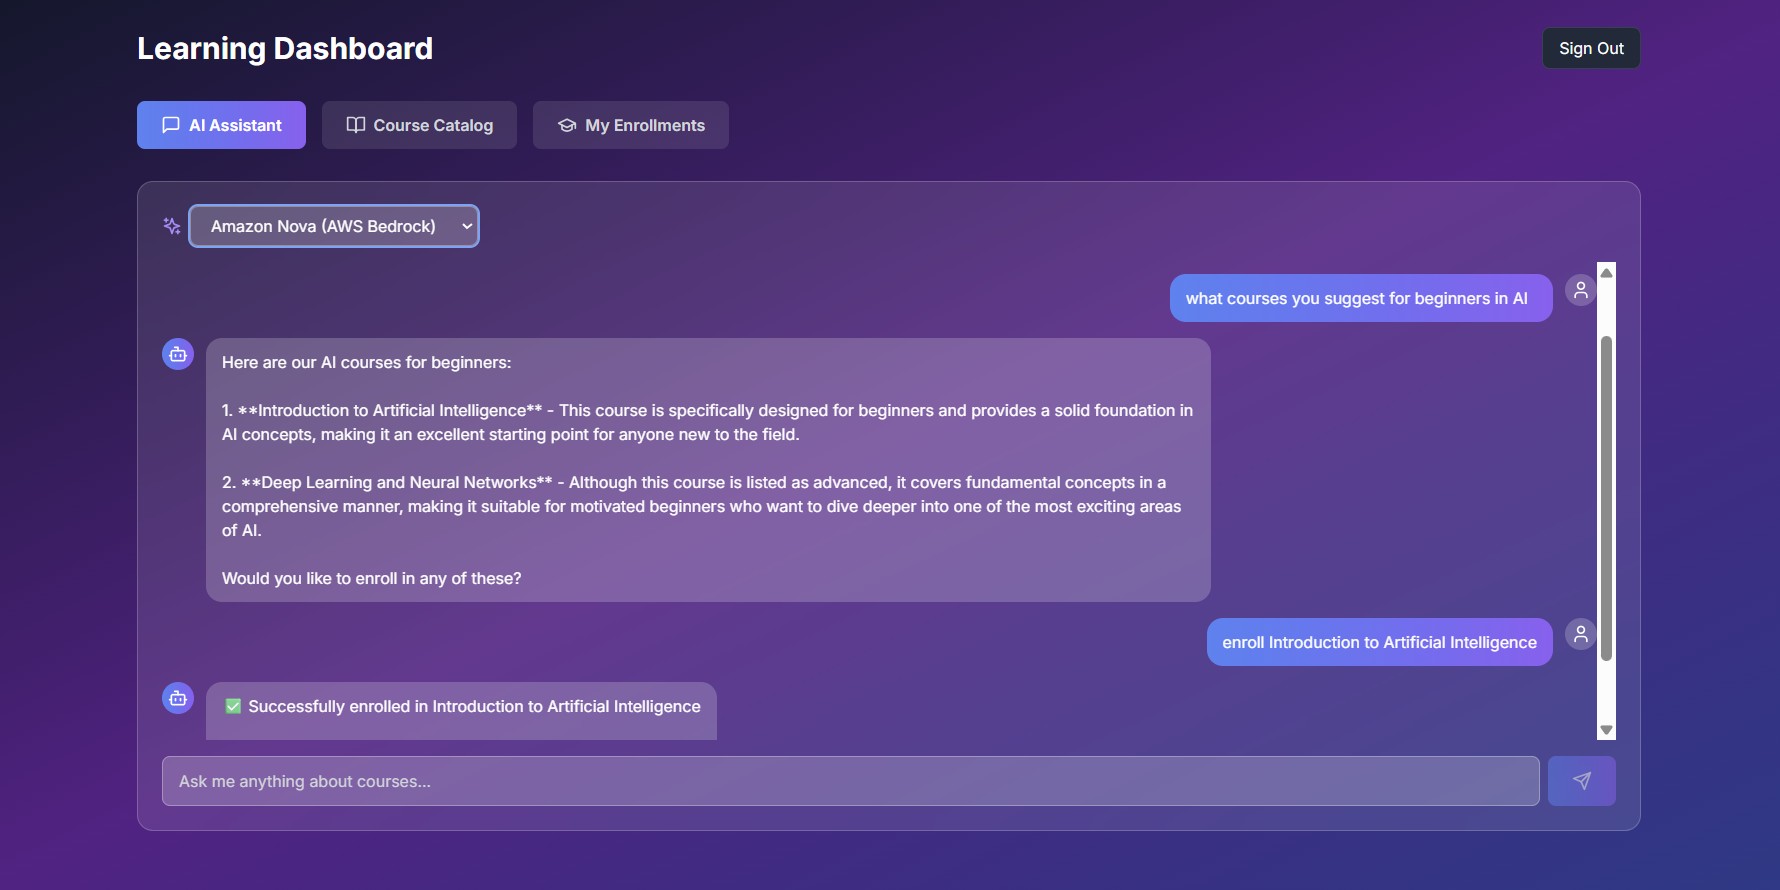 Learning Dashboard
Sign Out
AI Assistant
Course Catalog
My Enrollments
Amazon Nova (AWS Bedrock)
what courses you suggest for beginners in AI
Here are our AI courses for beginners:
1. **Introduction to Artificial Intelligence** - This course is specifically designed for beginners and provides a solid foundation in
AI concepts, making it an excellent starting point for anyone new to the field.
2. **Deep Learning and Neural Networks** - Although this course is listed as advanced, it covers fundamental concepts in a
comprehensive manner, making it suitable for motivated beginners who want to dive deeper into one of the most exciting areas
of AI.
Would you like to enroll in any of these?
enroll Introduction to Artificial Intelligence
✅ Successfully enrolled in Introduction to Artificial Intelligence
Ask me anything about courses...